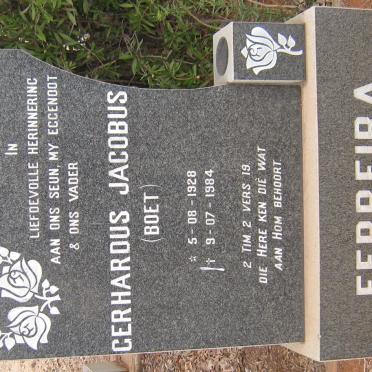 IN
LIEFDEVOLLE HERINNERING
AAN ONS SEUN, MY EGGENOOT
& ONS VADER
GERHARDUS JACOBUS
(BOET)
* 5-08-1928
† 9-07-1984
2 TIM. 2 VERS 19.
DIE HERE KEN DIE WAT
AAN HOM BEHOORT.
FERREIRA